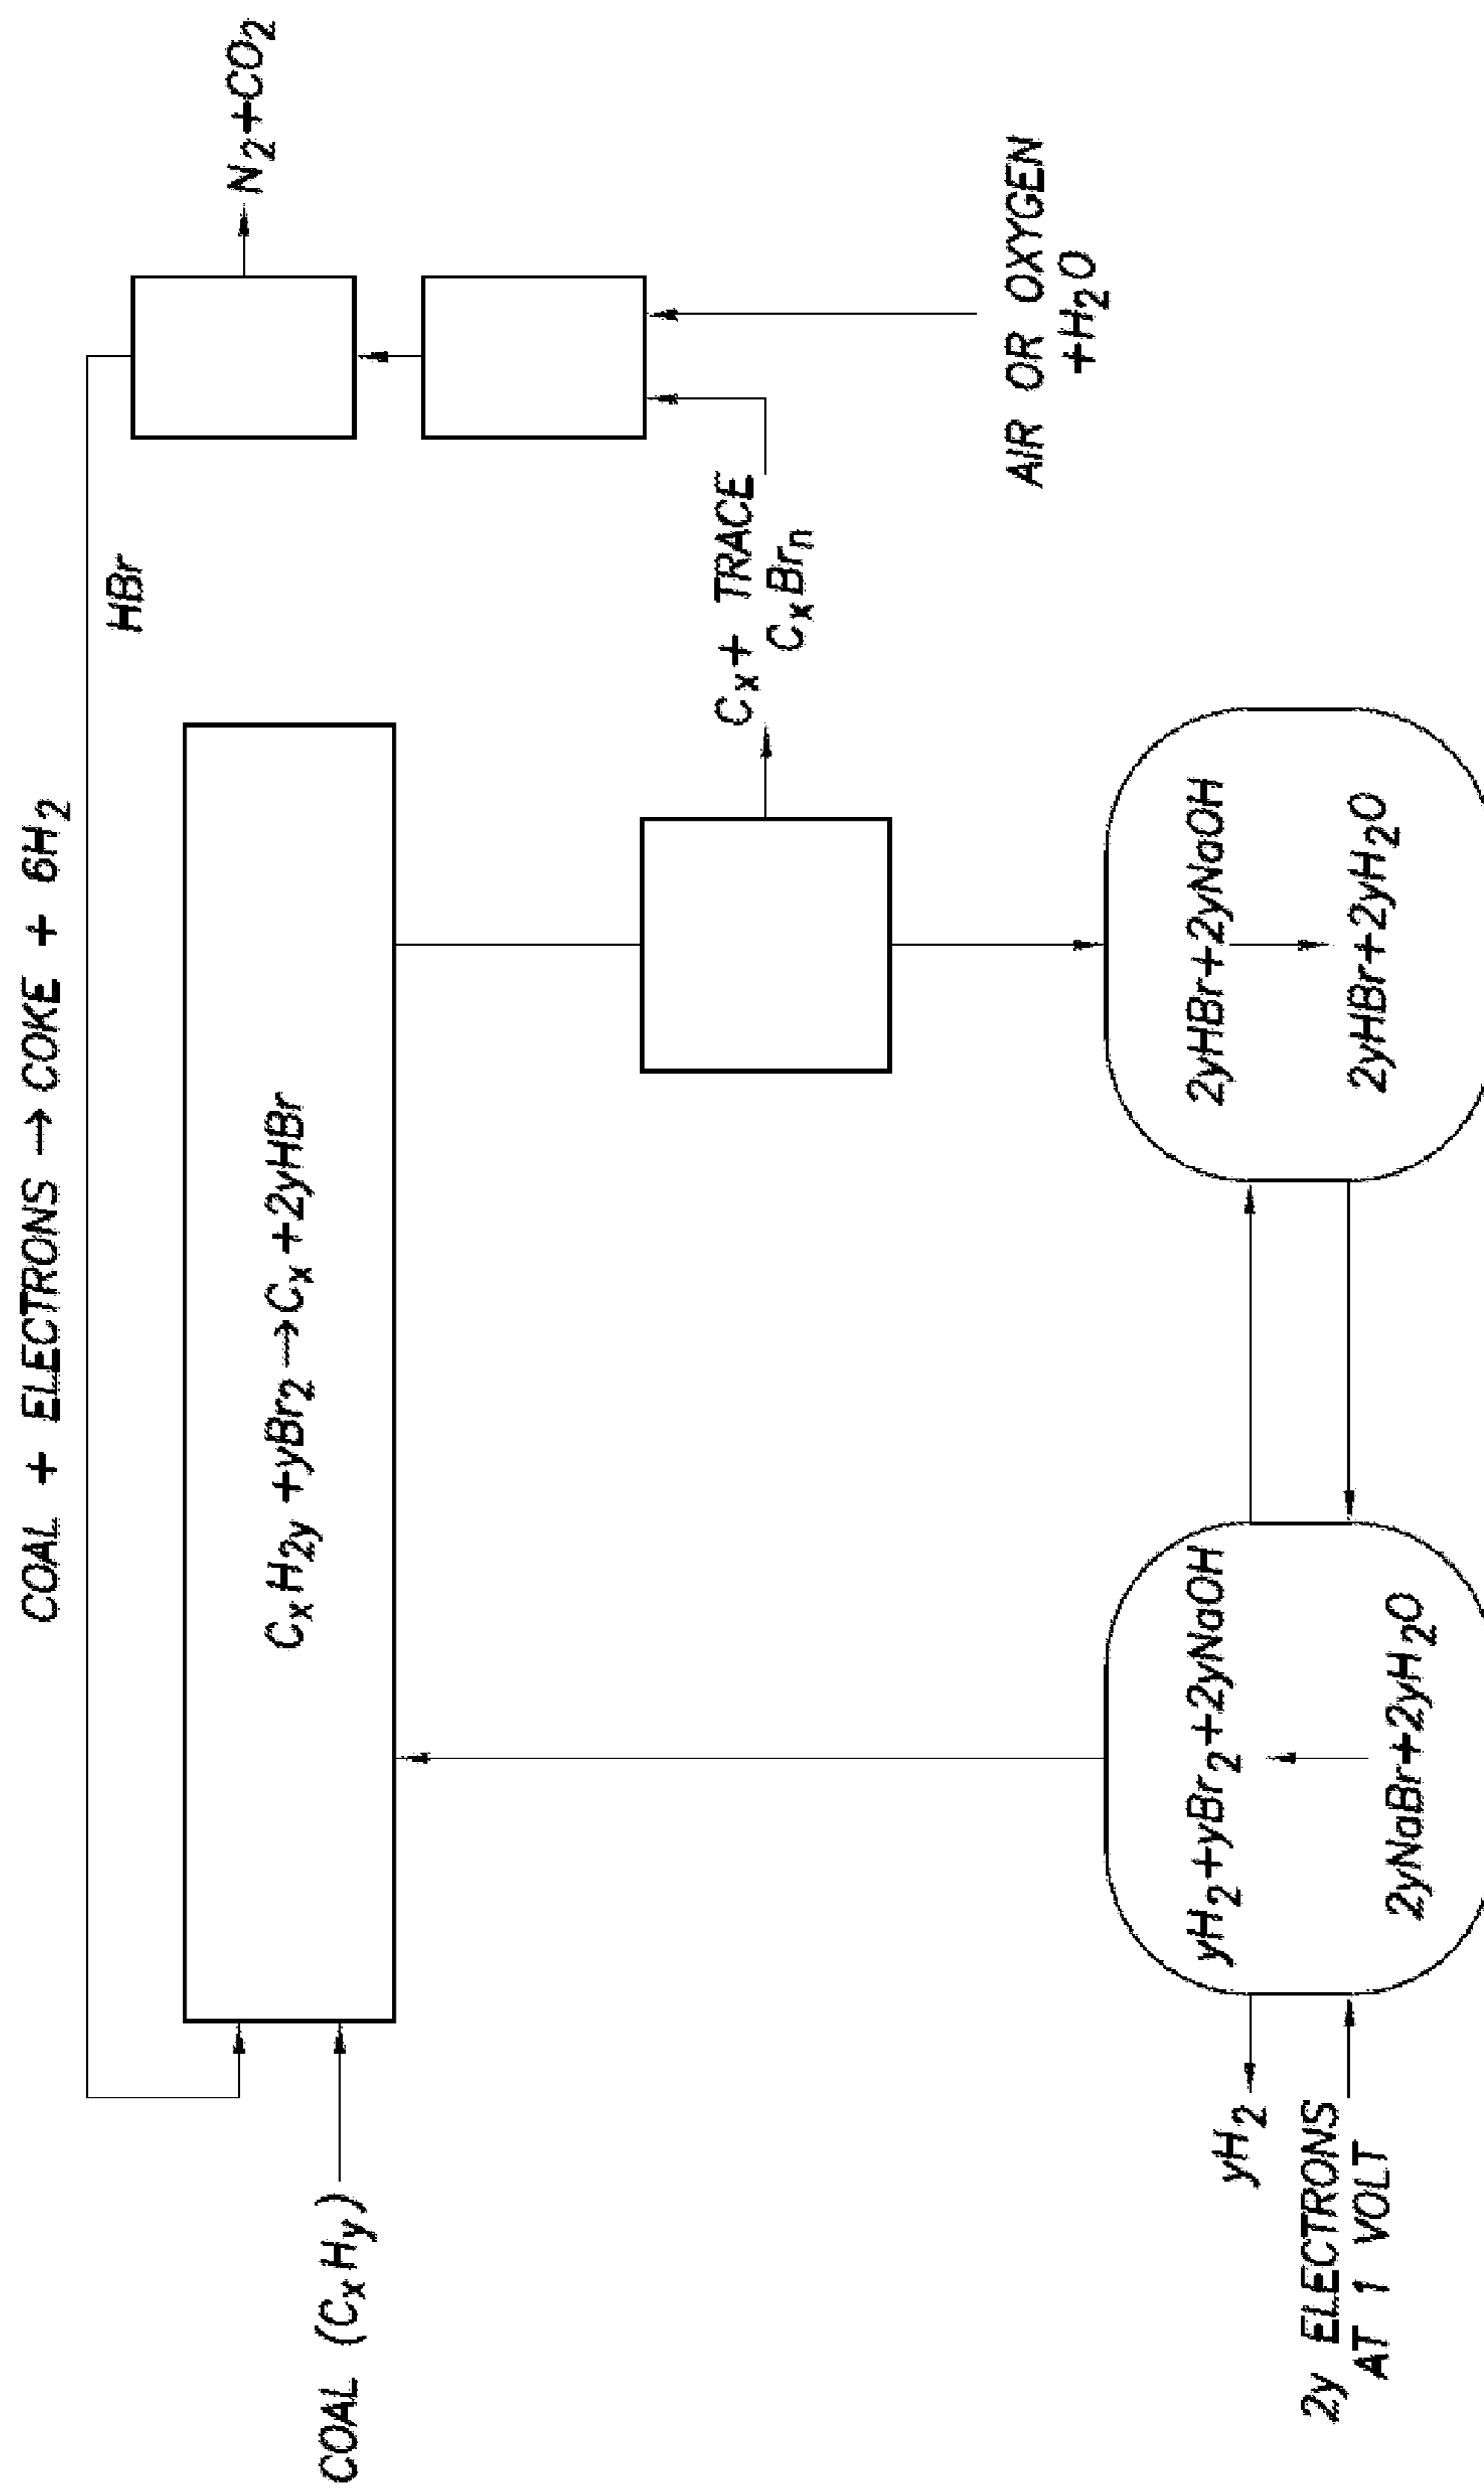 COAL + ELECTRONS → COKE + 6H2
HBr
N2+CO2
COAL (CxHy)
CxH2y +yBr2→Cx+2yHBr
Cx+ TRACE
CxBrn
AIR OR OXYGEN
+H2O
yH2
2y ELECTRONS
AT 1 VOLT
yH2+yBr2+2yNaOH
2yNaBr+2yH2O
2yHBr+2yNaOH
2yHBr+2yH2O